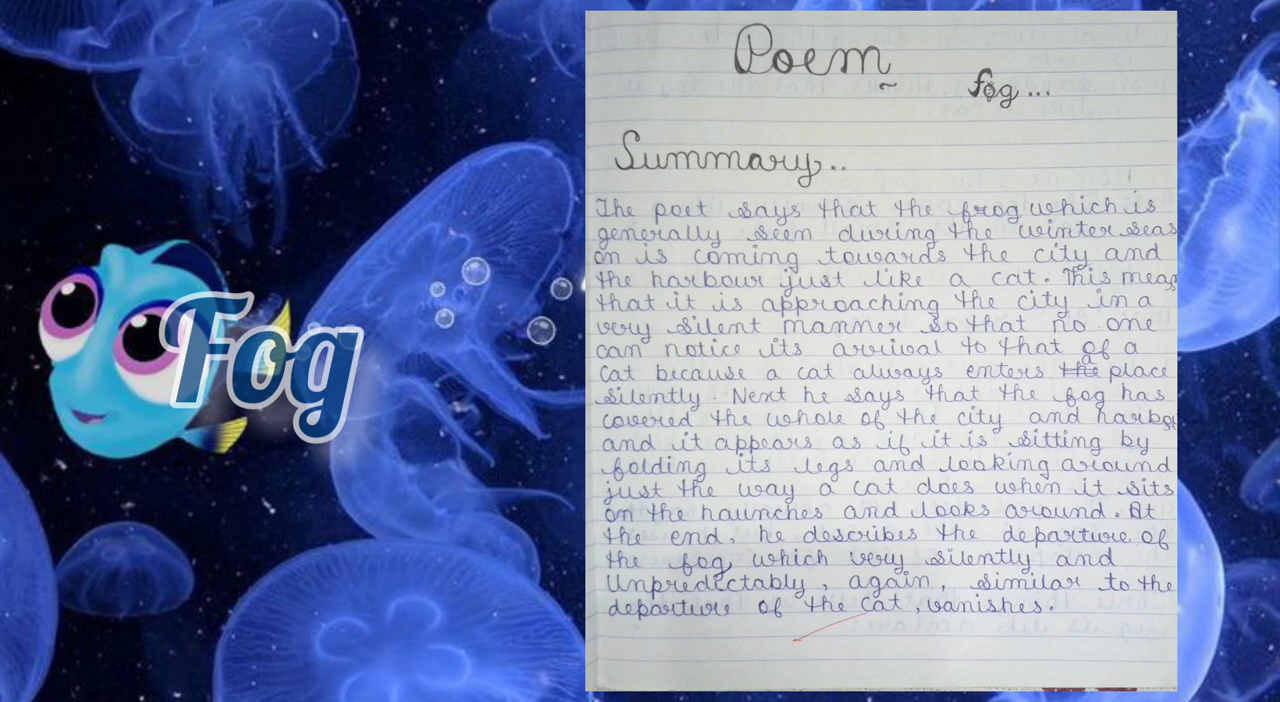 Fog
Poem
fog...
Summary..
The poet says that the frog which is
generally seen during the winter seas
on is coming towards the city and
the harbour just like a cat. This mea
that it is approaching the city in a
very silent manner so that no one
can notice its arrival to that of a
cat because a cat always enters the a place
silently. Next he says that the fog has
covered the whole of the city and harbo
and it appears as if it is sitting by
folding its legs and looking around
just the way a cat does when it sits
on the haunches and looks around. At
the end, he describes the departure of
the fog, which very silently and
Unpredictably, again, similar to the
departure of the cat, vanishes.